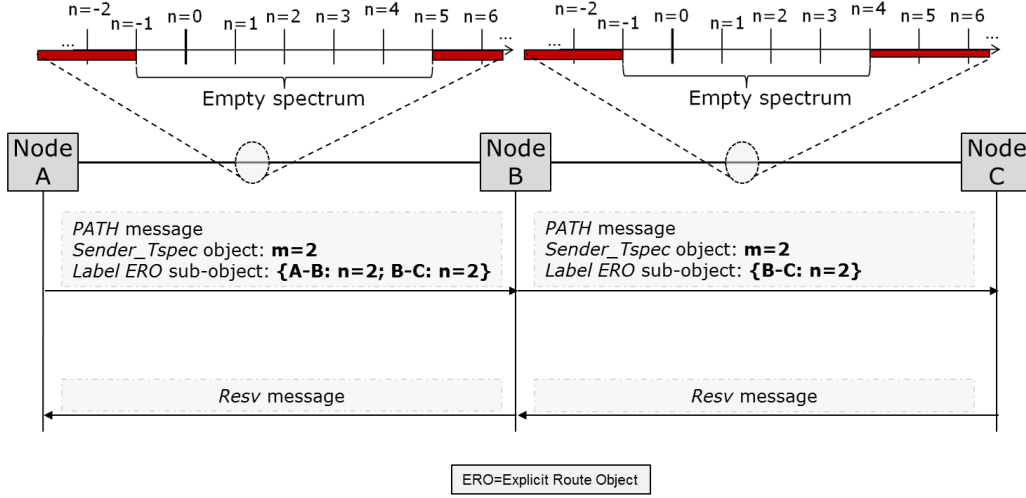 n=-2 n=-1 n=0 n=1 n=2 n=3 n=4 n=5 n=6
... ...
Empty spectrum
n=-2 n=-1 n=0 n=1 n=2 n=3 n=4 n=5 n=6
... ...
Empty spectrum
Node
A
Node
B
Node
C
PATH message
Sender_Tspec object: m=2
Label ERO sub-object: {A-B: n=2; B-C: n=2}
PATH message
Sender_Tspec object: m=2
Label ERO sub-object: {B-C: n=2}
Resv message
Resv message
ERO=Explicit Route Object